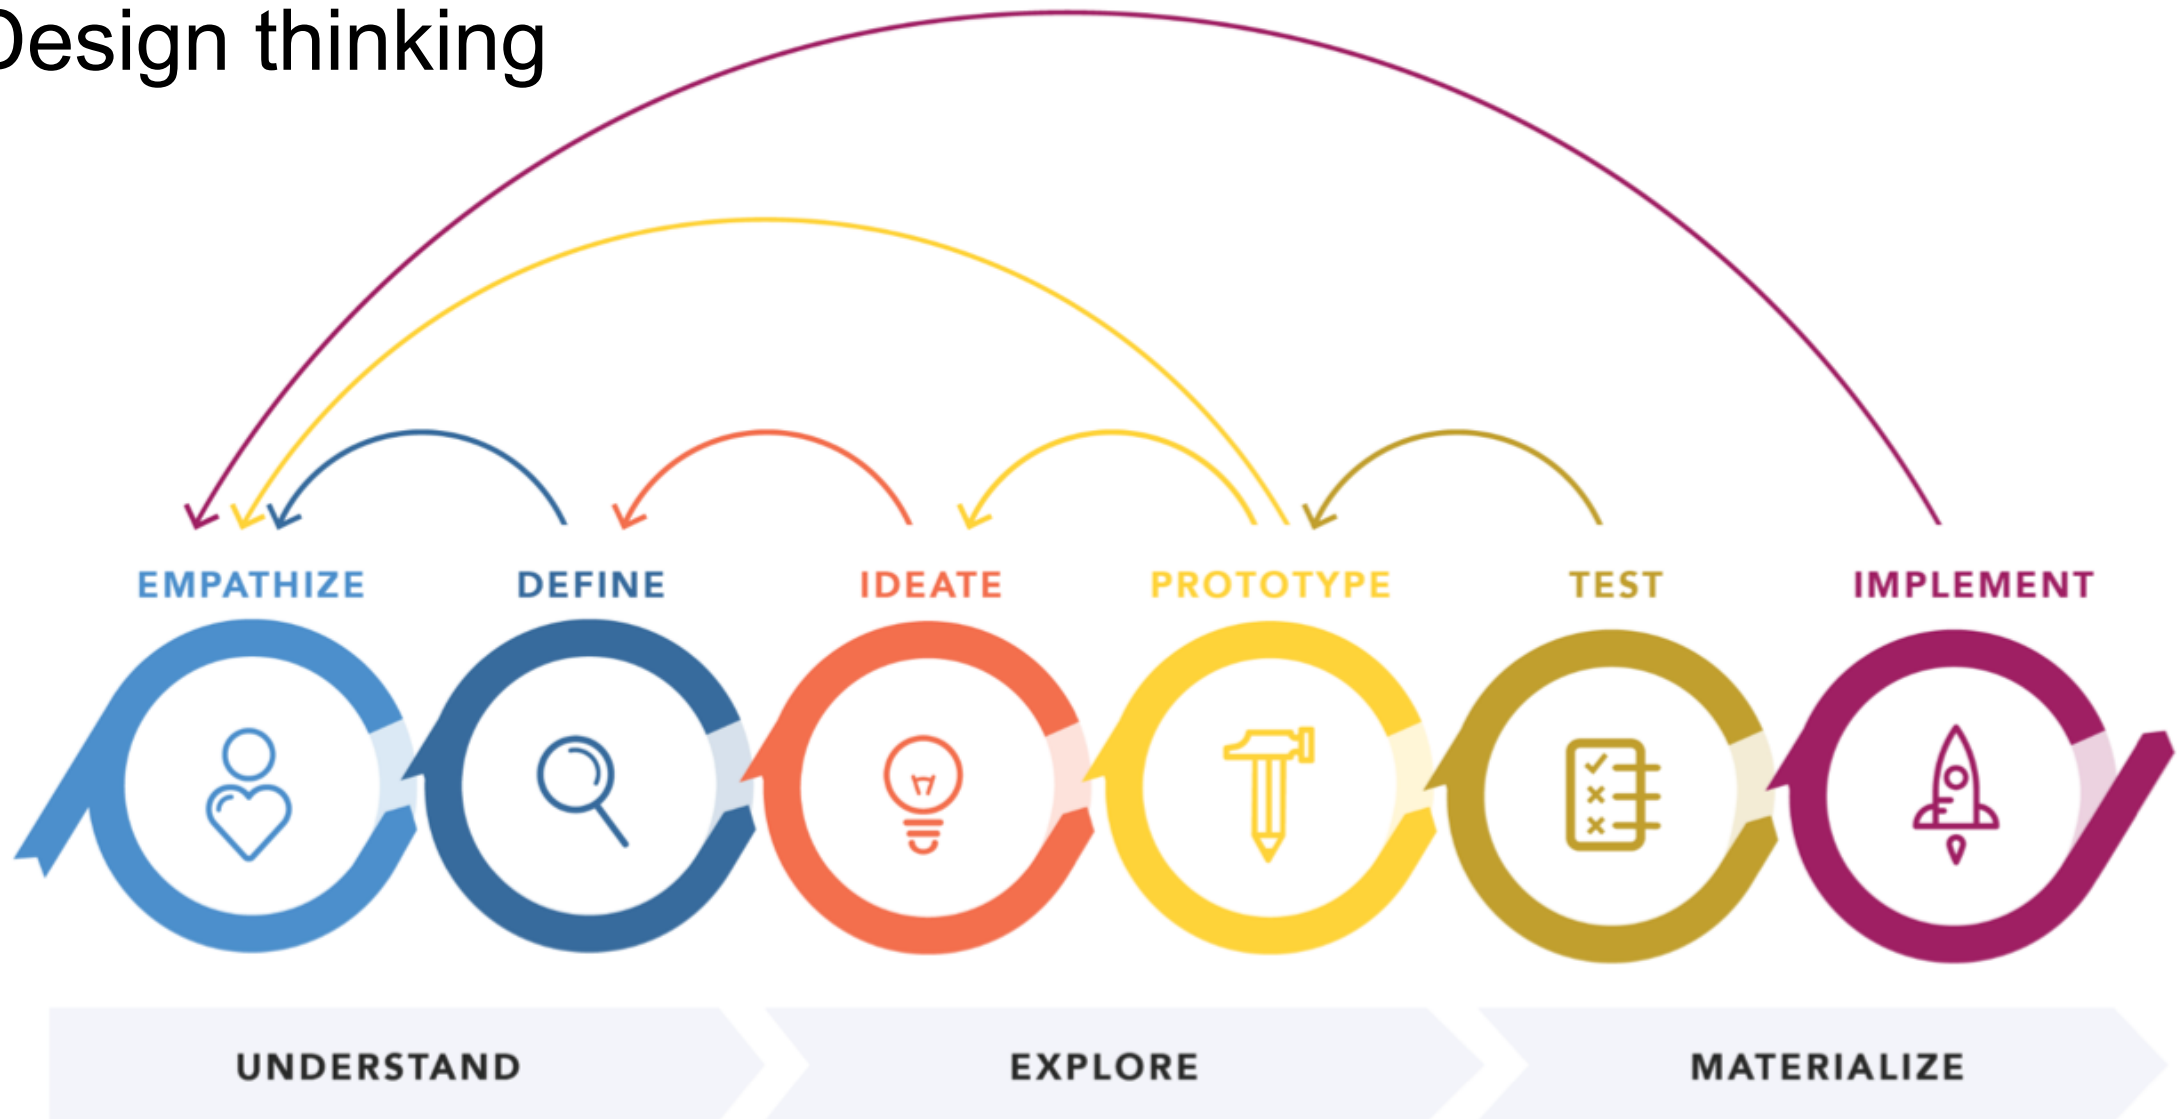 Design thinking
EMPATHIZE
DEFINE
IDEATE
PROTOTYPE
TEST
IMPLEMENT
UNDERSTAND
EXPLORE
MATERIALIZE